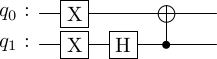 q₀ : X
q₁ : X H